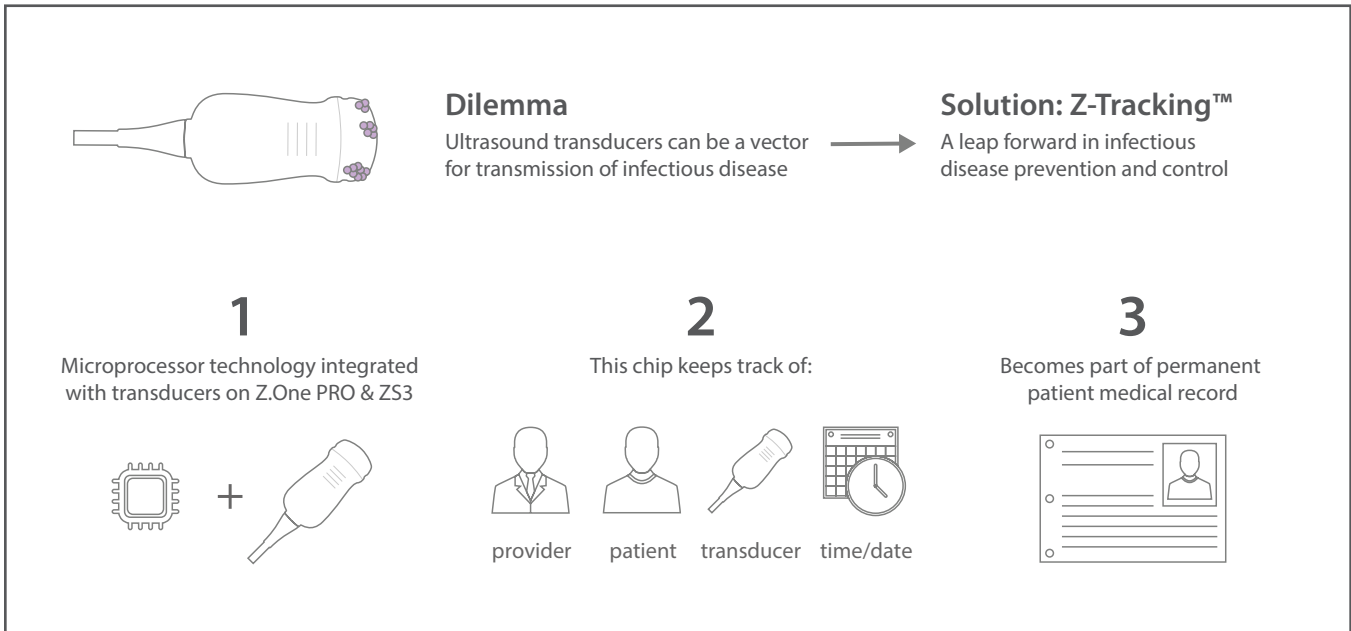 Dilemma
Ultrasound transducers can be a vector
for transmission of infectious disease
Solution: Z-Tracking™
A leap forward in infectious
disease prevention and control
1
Microprocessor technology integrated
with transducers on Z.One PRO & ZS3
2
This chip keeps track of:
provider
patient
transducer
time/date
3
Becomes part of permanent
patient medical record